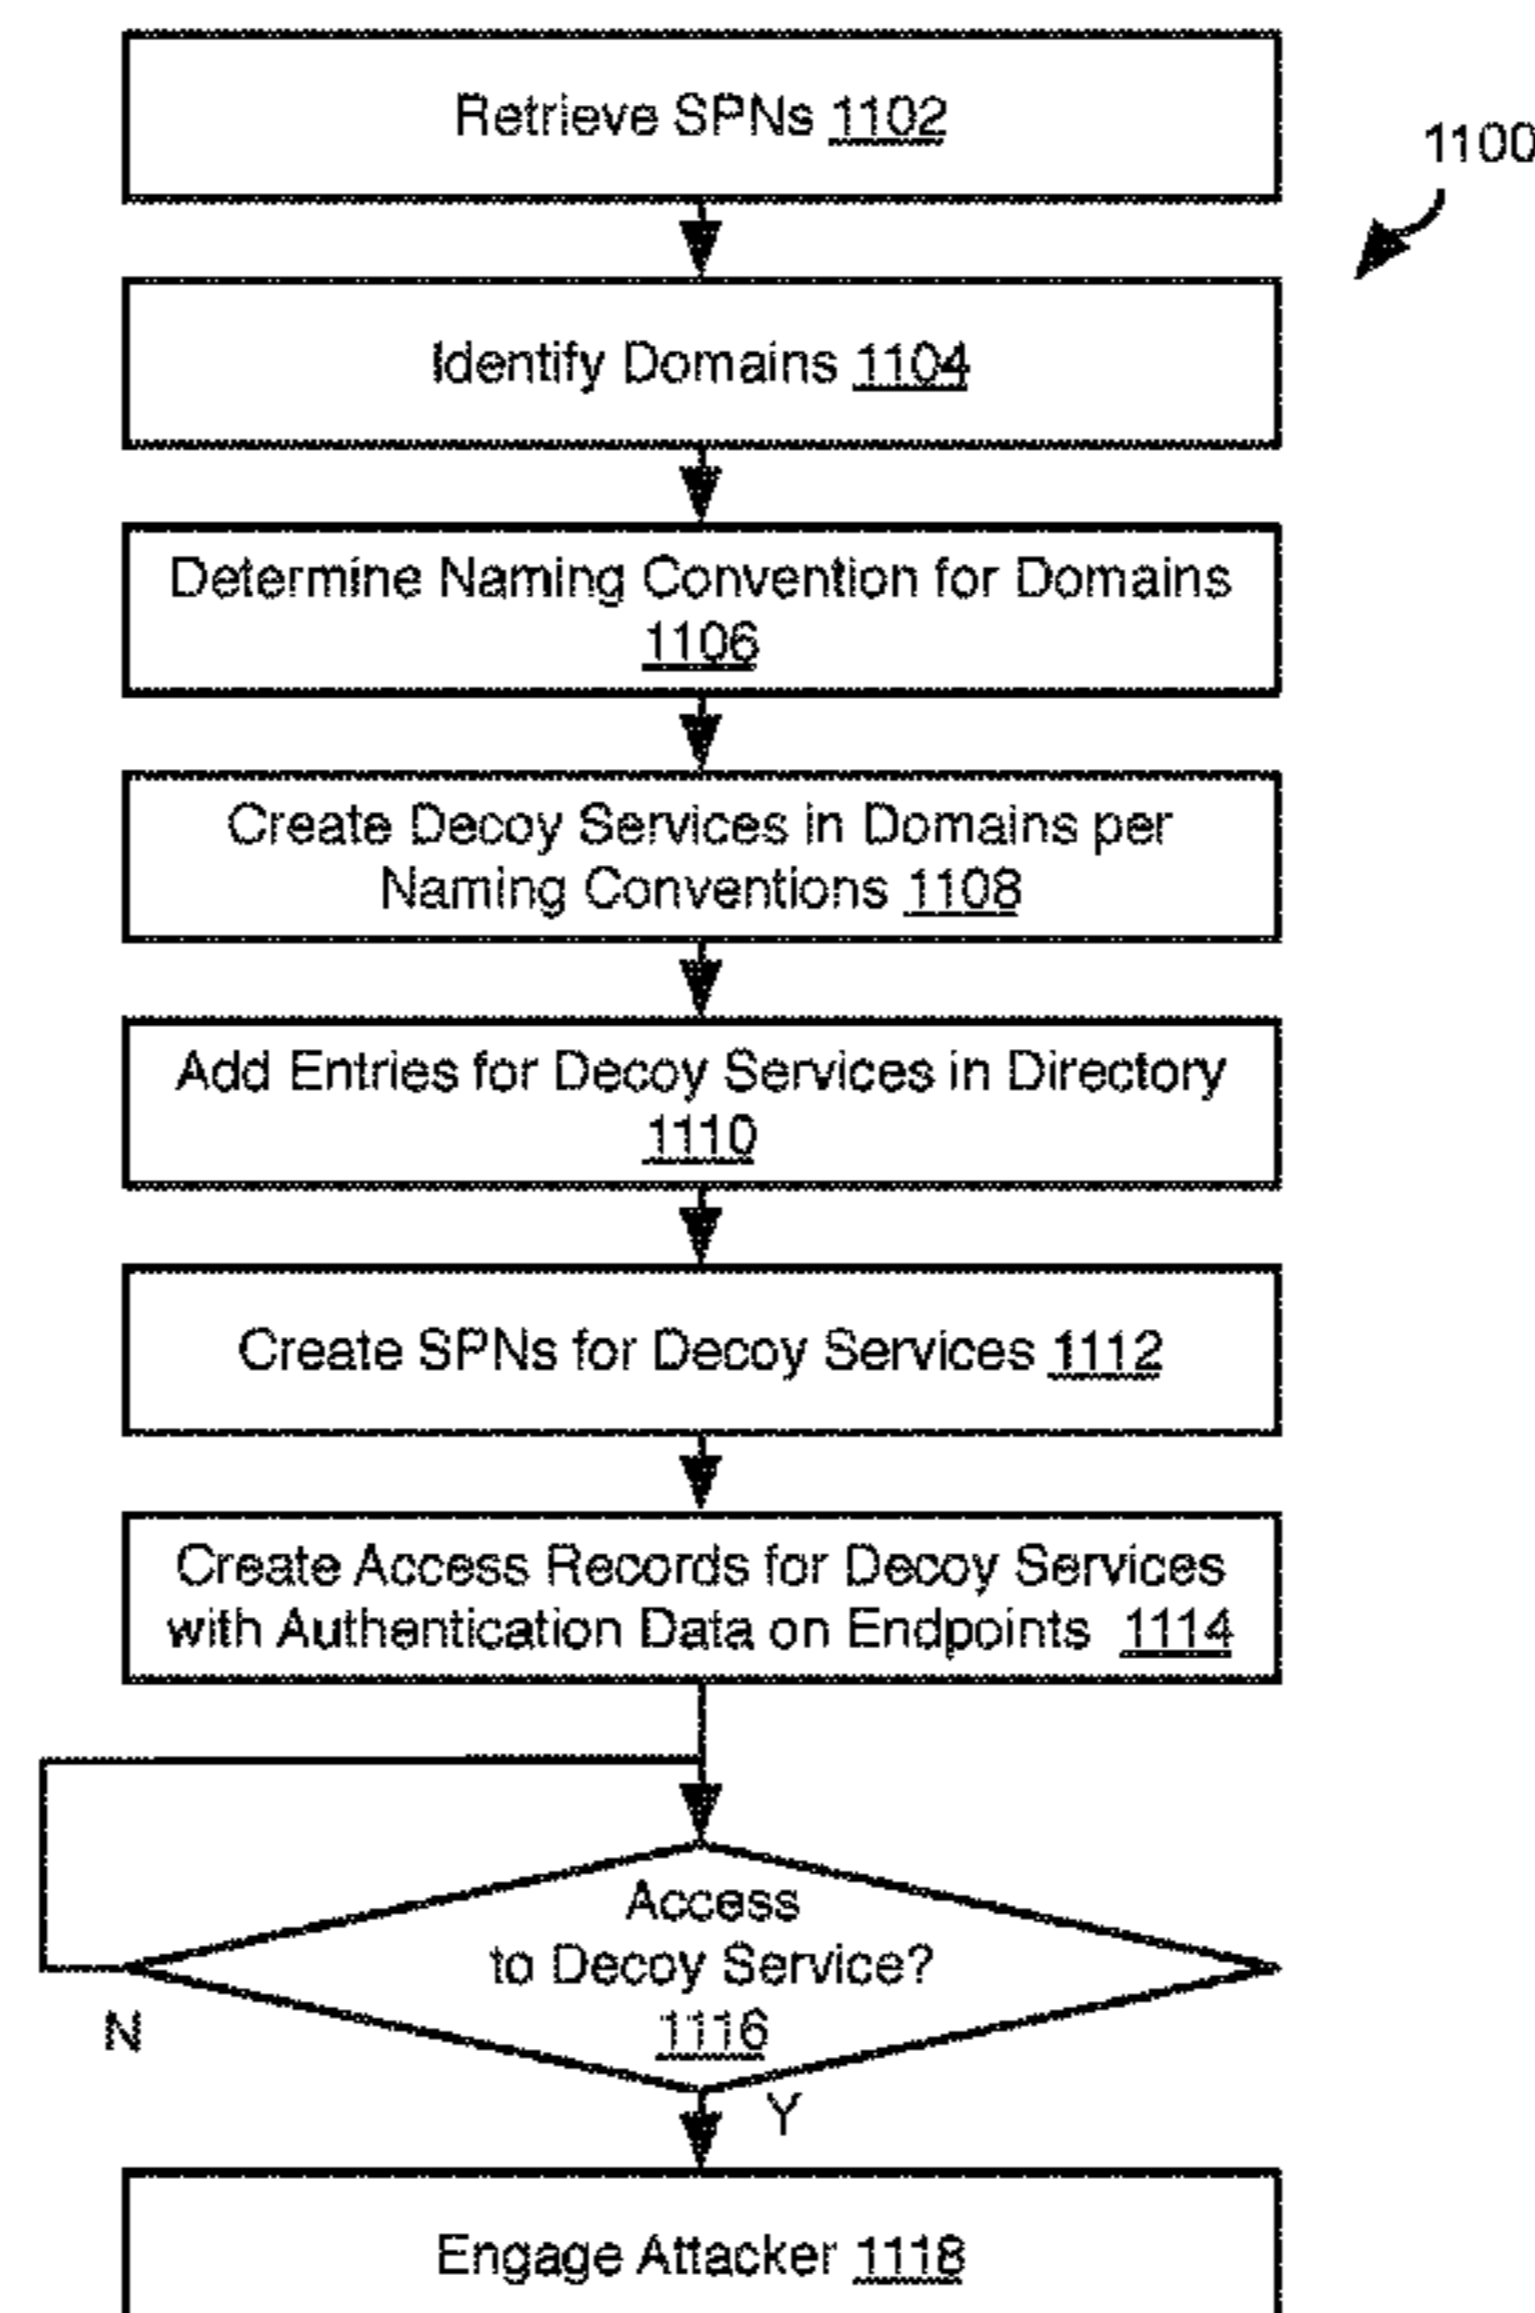 Retrieve SPNs 1102
1100
Identify Domains 1104
Determine Naming Convention for Domains
1106
Create Decoy Services in Domains per
Naming Conventions 1108
Add Entries for Decoy Services in Directory
1110
Create SPNs for Decoy Services 1112
Create Access Records for Decoy Services
with Authentication Data on Endpoints 1114
Access
to Decoy Service?
1116
N
Y
Engage Attacker 1118